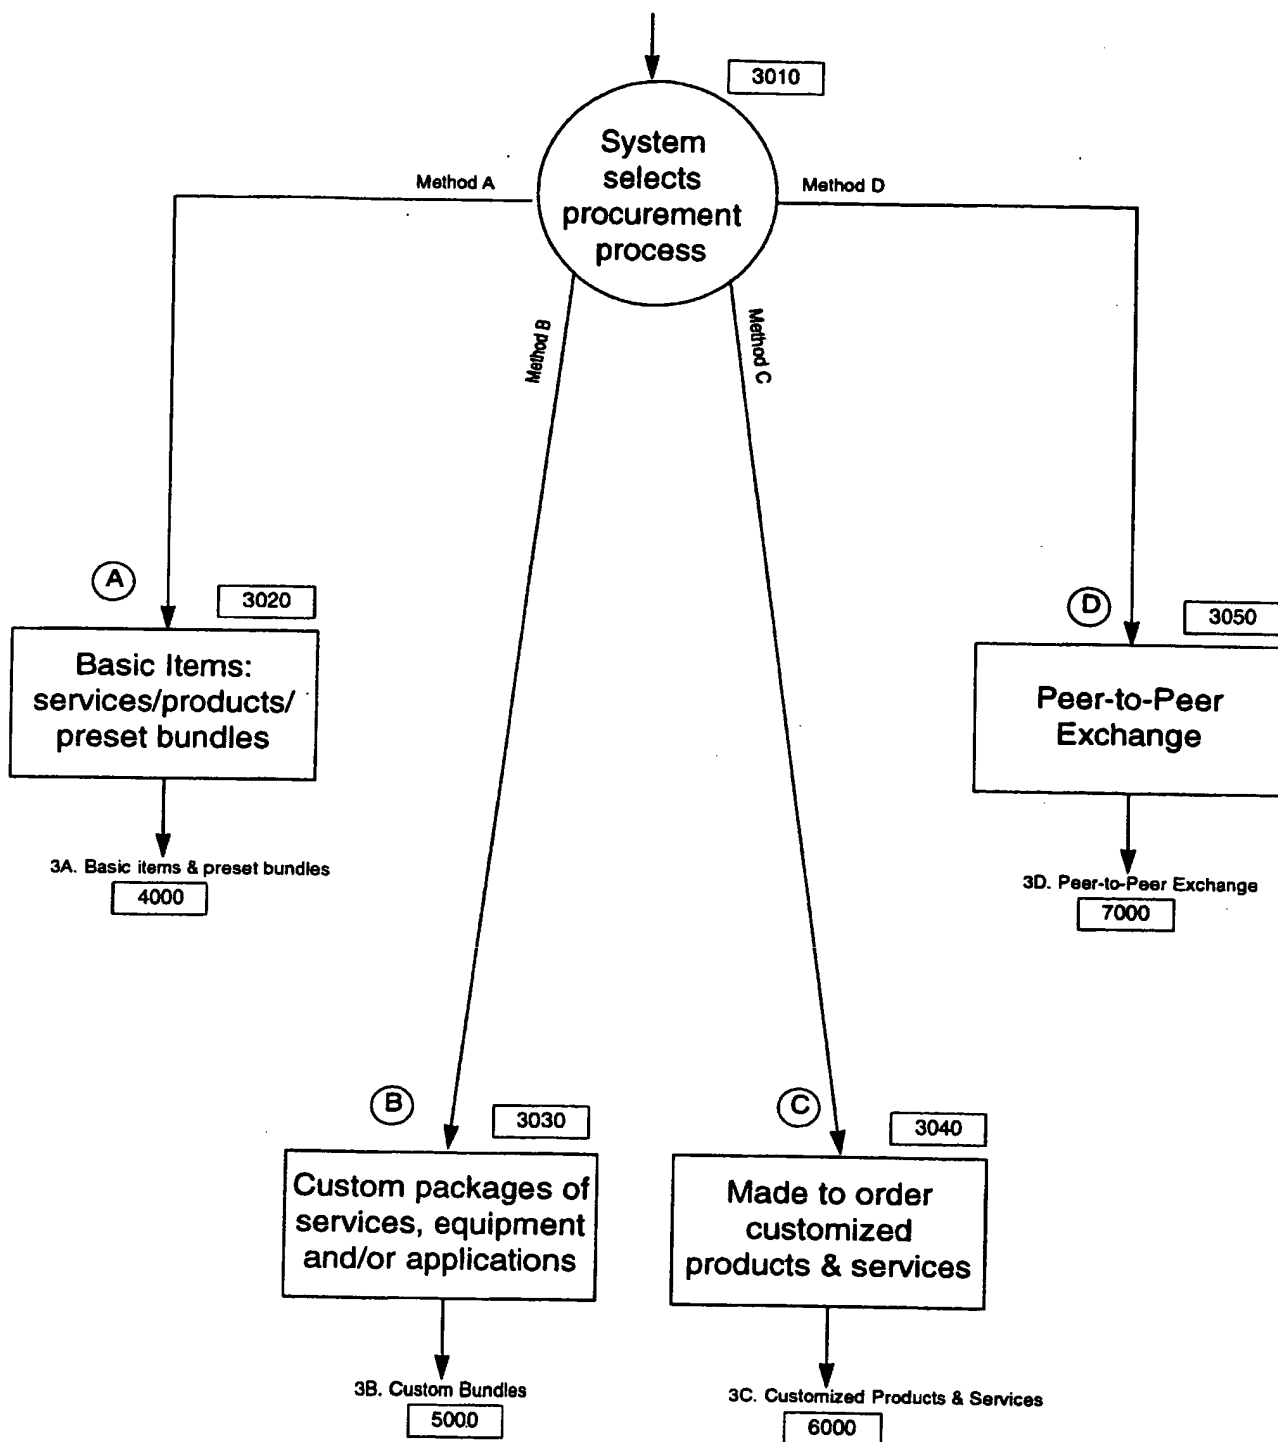 3010
System
selects
procurement
process
Method A
Method D
Method B
Method C
A
3020
Basic Items:
services/products/
preset bundles
3A. Basic items & preset bundles
4000
D
3050
Peer-to-Peer
Exchange
3D. Peer-to-Peer Exchange
7000
B
3030
Custom packages of
services, equipment
and/or applications
3B. Custom Bundles
5000
C
3040
Made to order
customized
products & services
3C. Customized Products & Services
6000